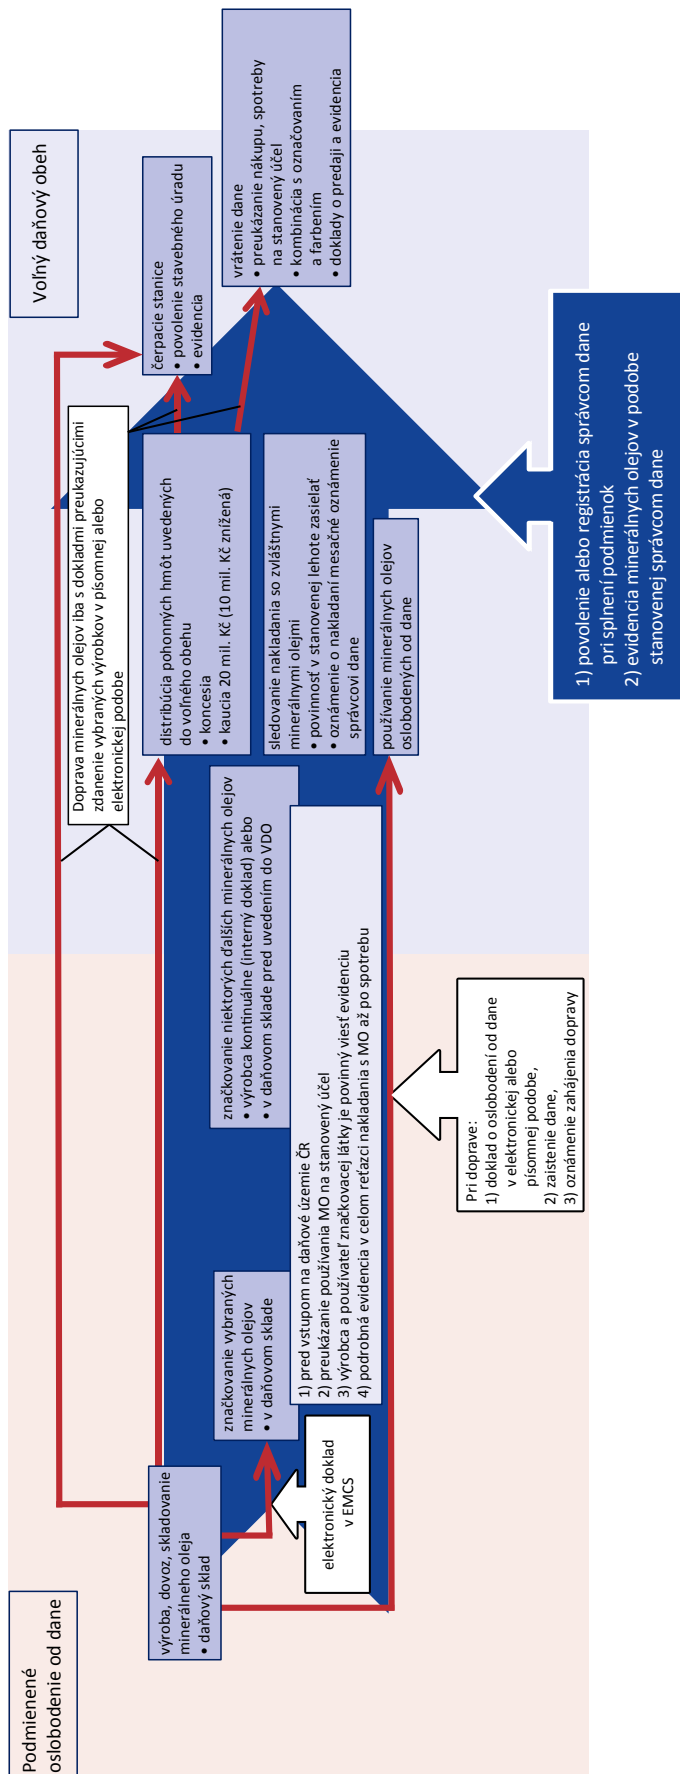 Podmienené
oslobodenie od dane
Voľný daňový obeh
výroba, dovoz, skladovanie
minerálneho oleja
• daňový sklad
elektronický doklad
v EMCS
značkovanie vybraných
minerálnych olejov
• v daňovom sklade
značkovanie niektorých ďalších minerálnych olejov
• výrobca kontinuálne (interný doklad) alebo
• v daňovom sklade pred uvedením do VDO
1) pred vstupom na daňové územie ČR
2) preukázanie používania MO na stanovený účel
3) výrobca a používateľ značkovacej látky je povinný viesť evidenciu
4) podrobná evidencia v celom reťazci nakladania s MO až po spotrebu
Pri doprave:
1) doklad o oslobodení od dane
v elektronickej alebo
písomnej podobe,
2) zaistenie dane,
3) oznámenie zahájenia dopravy
Doprava minerálnych olejov iba s dokladmi preukazujúcimi
zdanenie vybraných výrobkov v písomnej alebo
elektronickej podobe
distribúcia pohonných hmôt uvedených
do voľného obehu
• koncesia
• kaucia 20 mil. Kč (10 mil. Kč znížená)
sledovanie nakladania so zvláštnymi
minerálnymi olejmi
• povinnosť v stanovenej lehote zasielať
• oznámenie o nakladaní mesačné oznámenie
správcovi dane
používanie minerálnych olejov
oslobodených od dane
čerpacie stanice
• povolenie stavebného úradu
• evidencia
vrátenie dane
• preukázanie nákupu, spotreby
na stanovený účel
• kombinácia s označovaním
a farbením
• doklady o predaji a evidencia
1) povolenie alebo registrácia správcom dane
pri splnení podmienok
2) evidencia minerálnych olejov v podobe
stanovenej správcom dane